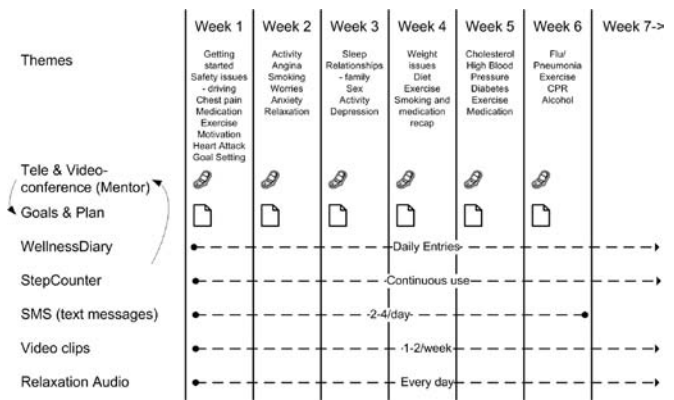 Week 1 Week 2 Week 3 Week 4 Week 5 Week 6 Week 7->
Themes
Getting
started
Safety issues
- driving
Chest pain
Medication
Exercise
Motivation
Heart Attack
Goal Setting
Activity
Angina
Smoking
Worries
Anxiety
Relaxation
Sleep
Relationships
- family
Sex
Activity
Depression
Weight
issues
Diet
Exercise
Smoking and
medication
recap
Cholesterol
High Blood
Pressure
Diabetes
Exercise
Medication
Flu/
Pneumonia
Exercise
CPR
Alcohol
Tele & Video-
conference (Mentor)
Goals & Plan
WellnessDiary
Daily Entries
StepCounter
Continuous use
SMS (text messages)
2-4/day
Video clips
1-2/week
Relaxation Audio
Every day